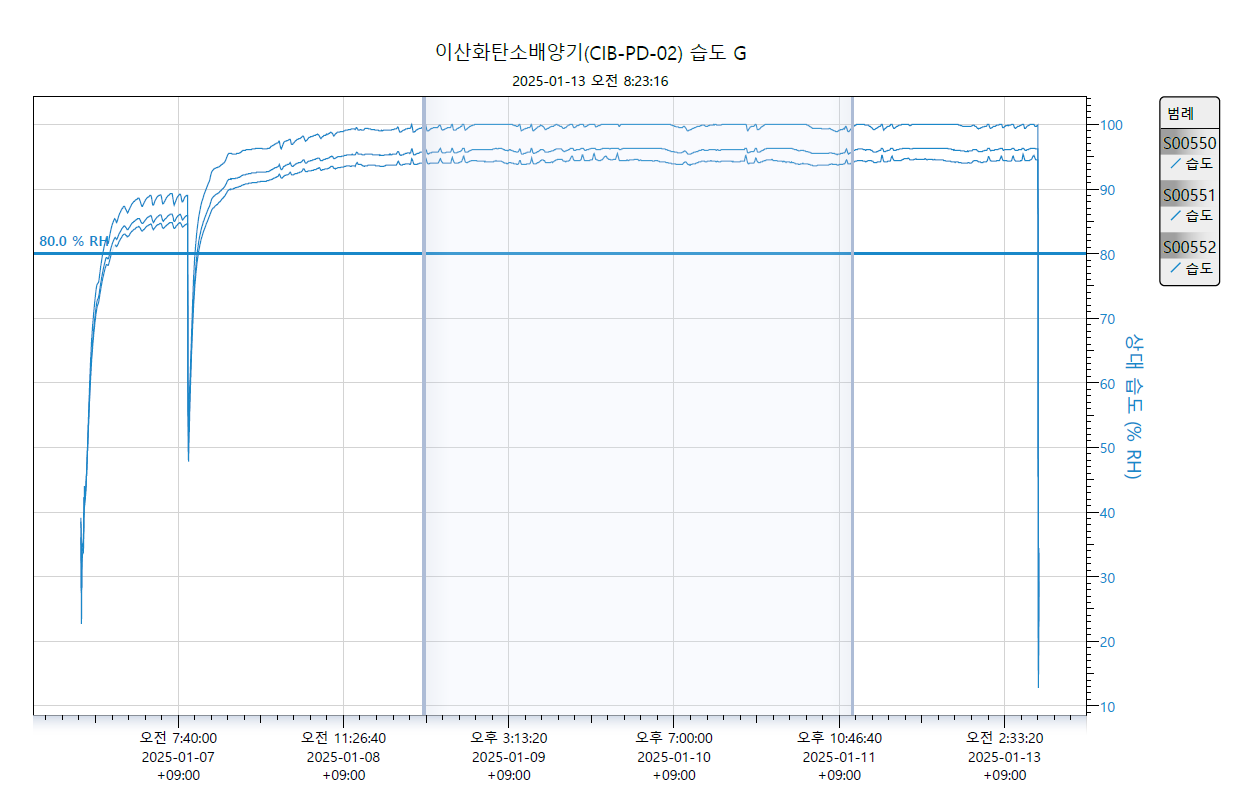 이산화탄소배양기(CIB-PD-02) 습도 G
2025-01-13 오전 8:23:16
범례
S00550
습도
S00551
습도
S00552
습도
80.0 % RH
100
90
80
70
60
50
40
30
20
10
상대 습도 (% RH)
오전 7:40:00 오전 11:26:40 오후 3:13:20 오후 7:00:00 오후 10:46:40 오전 2:33:20
2025-01-07 2025-01-08 2025-01-09 2025-01-10 2025-01-11 2025-01-13
+09:00 +09:00 +09:00 +09:00 +09:00 +09:00